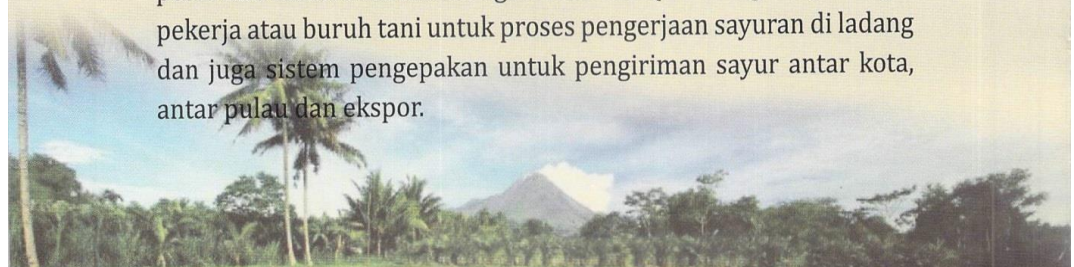 pekerja atau buruh tani untuk proses pengerjaan sayuran di ladang
dan juga sistem pengepakan untuk pengiriman sayur antar kota,
antar pulau dan ekspor.